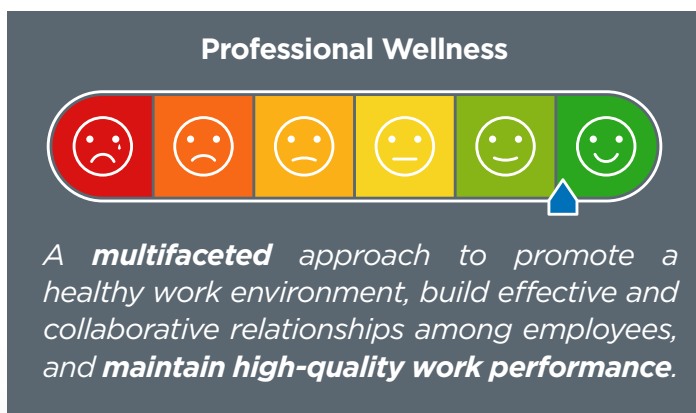 Professional Wellness
A multifaceted approach to promote a
healthy work environment, build effective and
collaborative relationships among employees,
and maintain high-quality work performance.